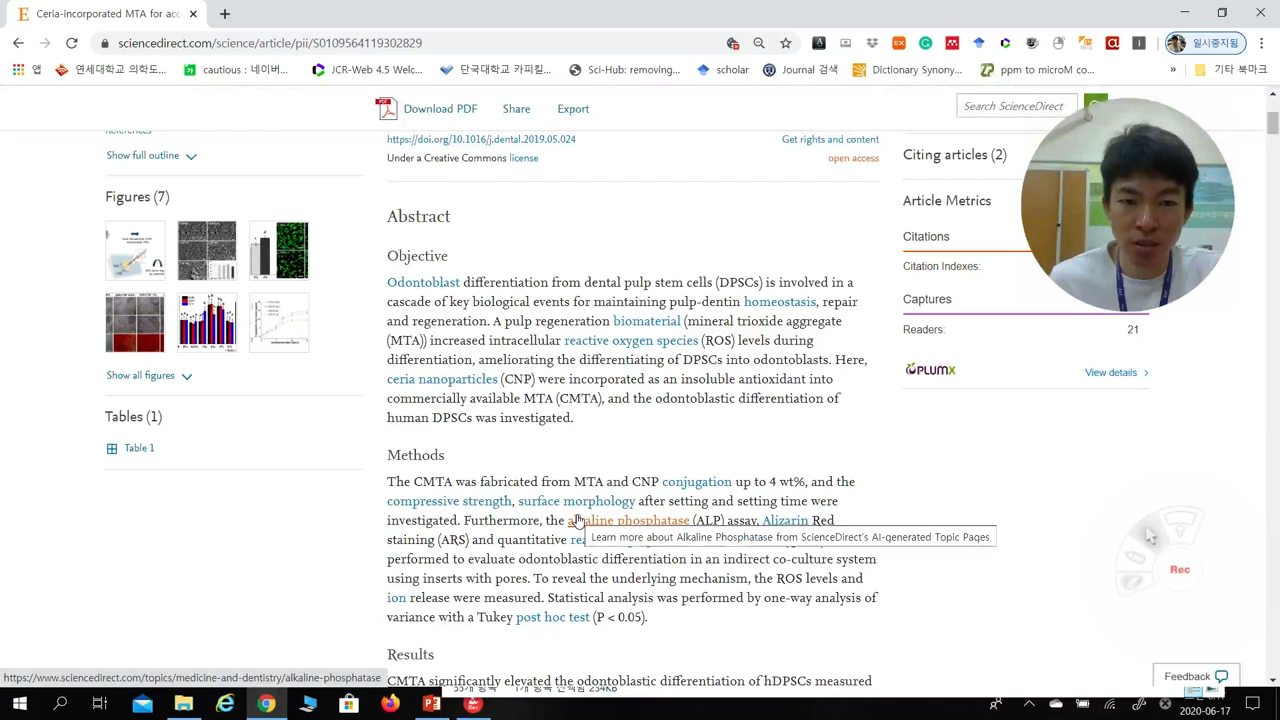 Ceria-incorporated MTA for acc
sciencedirect.com/science/article/pii/S0109564119302829
일시중지됨
앱
연세대학교 의학도...
cautious : 네이버...
JCR-Web 4.5 Welc...
단국대학교 카피킬...
Sci-Hub: removing...
scholar
Journal 검색
Dictionary Synony...
ppm to microM co...
»
기타 북마크
PDF
Download PDF
Share
Export
Search ScienceDirect
References
Show full outline
Figures (7)
Show all figures
Tables (1)
Table 1
https://doi.org/10.1016/j.dental.2019.05.024
Get rights and content
Under a Creative Commons license
open access
Abstract
Objective
Odontoblast differentiation from dental pulp stem cells (DPSCs) is involved in a
cascade of key biological events for maintaining pulp-dentin homeostasis, repair
and regeneration. A pulp regeneration biomaterial (mineral trioxide aggregate
(MTA)) increased intracellular reactive oxygen species (ROS) levels during
differentiation, ameliorating the differentiating of DPSCs into odontoblasts. Here,
ceria nanoparticles (CNP) were incorporated as an insoluble antioxidant into
commercially available MTA (CMTA), and the odontoblastic differentiation of
human DPSCs was investigated.
Methods
The CMTA was fabricated from MTA and CNP conjugation up to 4 wt%, and the
compressive strength, surface morphology after setting and setting time were
investigated. Furthermore, the alkaline phosphatase (ALP) assay, Alizarin Red
Learn more about Alkaline Phosphatase from ScienceDirect's AI-generated Topic Pages
staining (ARS) and quantitative
performed to evaluate odontoblastic differentiation in an indirect co-culture system
using inserts with pores. To reveal the underlying mechanism, the ROS levels and
ion release were measured. Statistical analysis was performed by one-way analysis of
variance with a Tukey post hoc test (P < 0.05).
Results
CMTA significantly elevated the odontoblastic differentiation of hDPSCs measured
Citing articles (2)
Article Metrics
Citations
Citation Indexes:
Captures
Readers: 21
PLUMX
View details
Rec
Feedback
https://www.sciencedirect.com/topics/medicine-and-dentistry/alkaline-phosphatase
2020-06-17